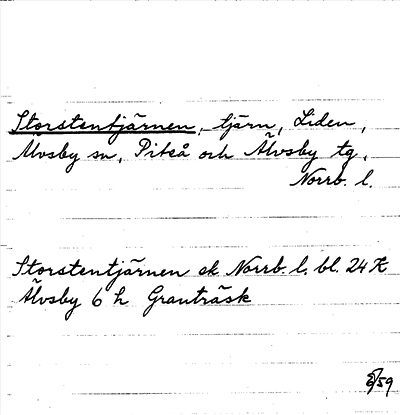 Storstentjärnen, tjärn, Liden,
Älvsby sn, Piteå och Älvsby tg,
Norrb. l.
Storstentjärnen ek Norrb. l. bl. 24 K
Älvsby 6 h Granträsk
/59